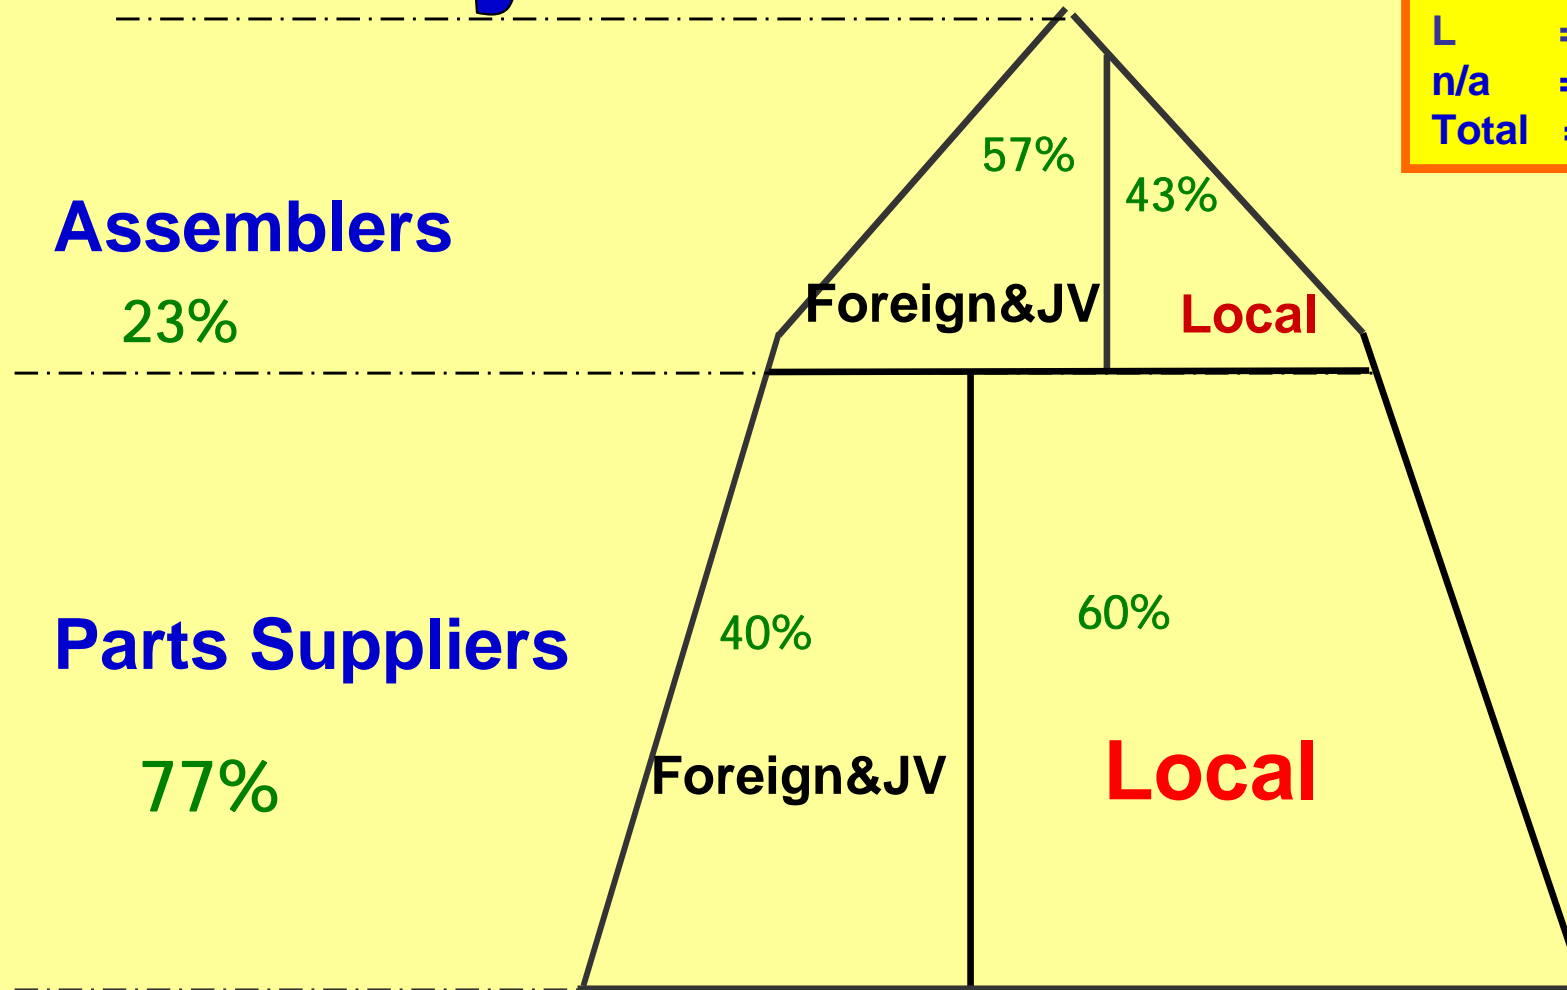 L =
n/a =
Total =
57%
43%
Assemblers
Foreign&JV
Local
23%
60%
40%
Parts Suppliers
Foreign&JV
Local
77%